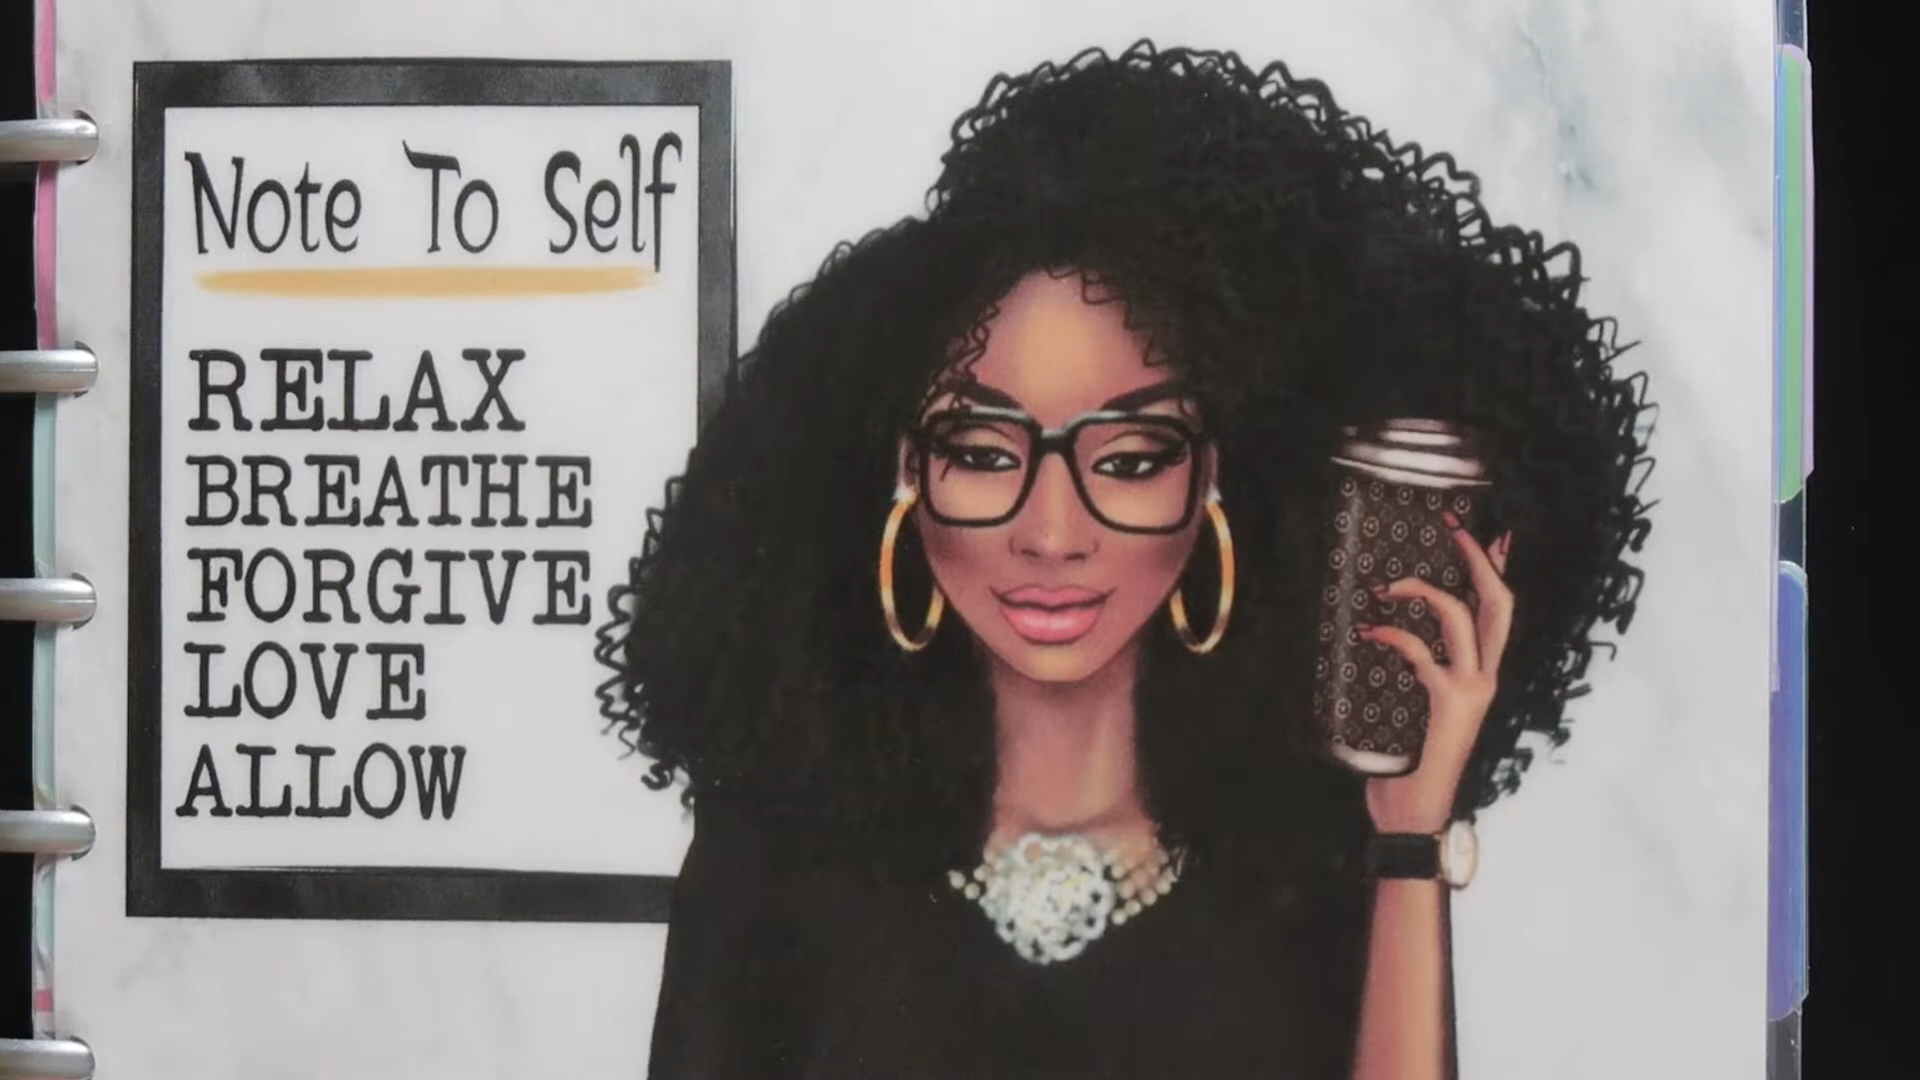 Note To Self
RELAX
BREATHE
FORGIVE
LOVE
ALLOW